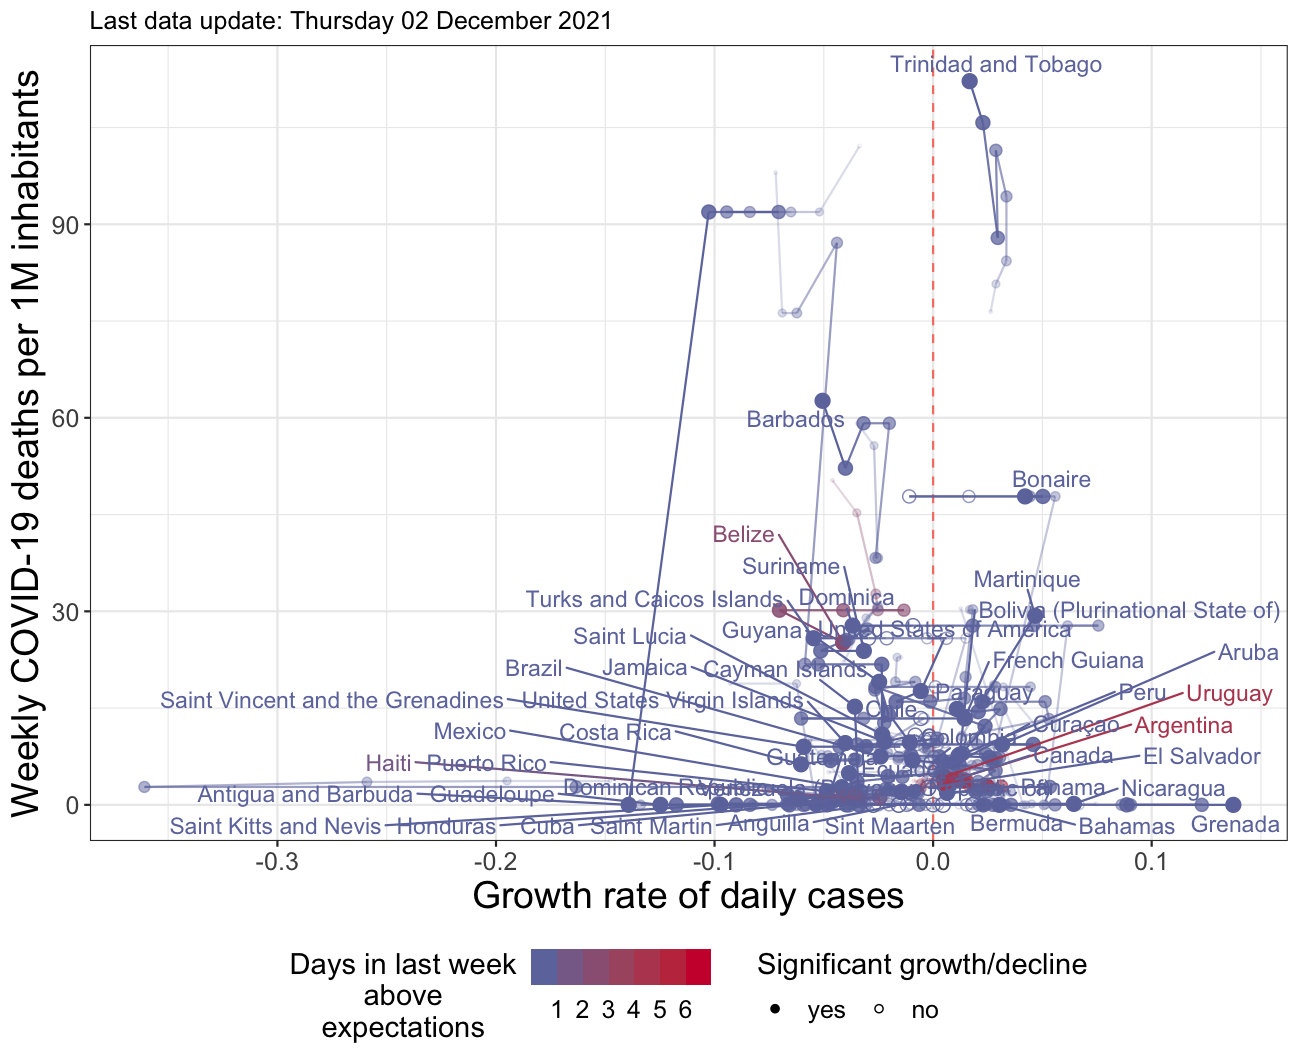 Last data update: Thursday 02 December 2021
Weekly COVID-19 deaths per 1M inhabitants
90
60
30
0
Trinidad and Tobago
Barbados
Bonaire
Belize
Suriname
Martinique
Turks and Caicos Islands
Dominica
Bolivia (Plurinational State of)
Saint Lucia
Guyana
United States of America
Brazil
Jamaica
Cayman Islands
French Guiana
Aruba
Saint Vincent and the Grenadines
United States Virgin Islands
Chile
Paraguay
Peru
Uruguay
Mexico
Costa Rica
Colombia
Curaçao
Argentina
Haiti
Puerto Rico
Guatemala
Canada
El Salvador
Antigua and Barbuda
Guadeloupe
Dominican Republic
Panama
Nicaragua
Saint Kitts and Nevis
Honduras
Cuba
Saint Martin
Anguilla
Sint Maarten
Bermuda
Bahamas
Grenada
-0.3
-0.2
-0.1
0.0
0.1
Growth rate of daily cases
Days in last week
above
expectations
1 2 3 4 5 6
Significant growth/decline
yes
no